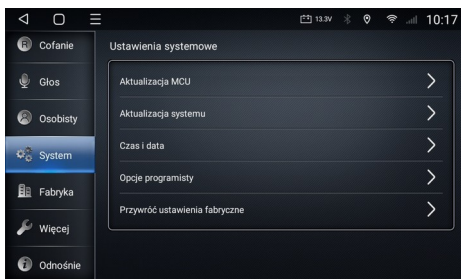 13.3V
10:17
R Cofanie
Ustawienia systemowe
Głos
Aktualizacja MCU
Osobisty
Aktualizacja systemu
System
Czas i data
Fabryka
Opcje programisty
Więcej
Przywróć ustawienia fabryczne
Odnośnie